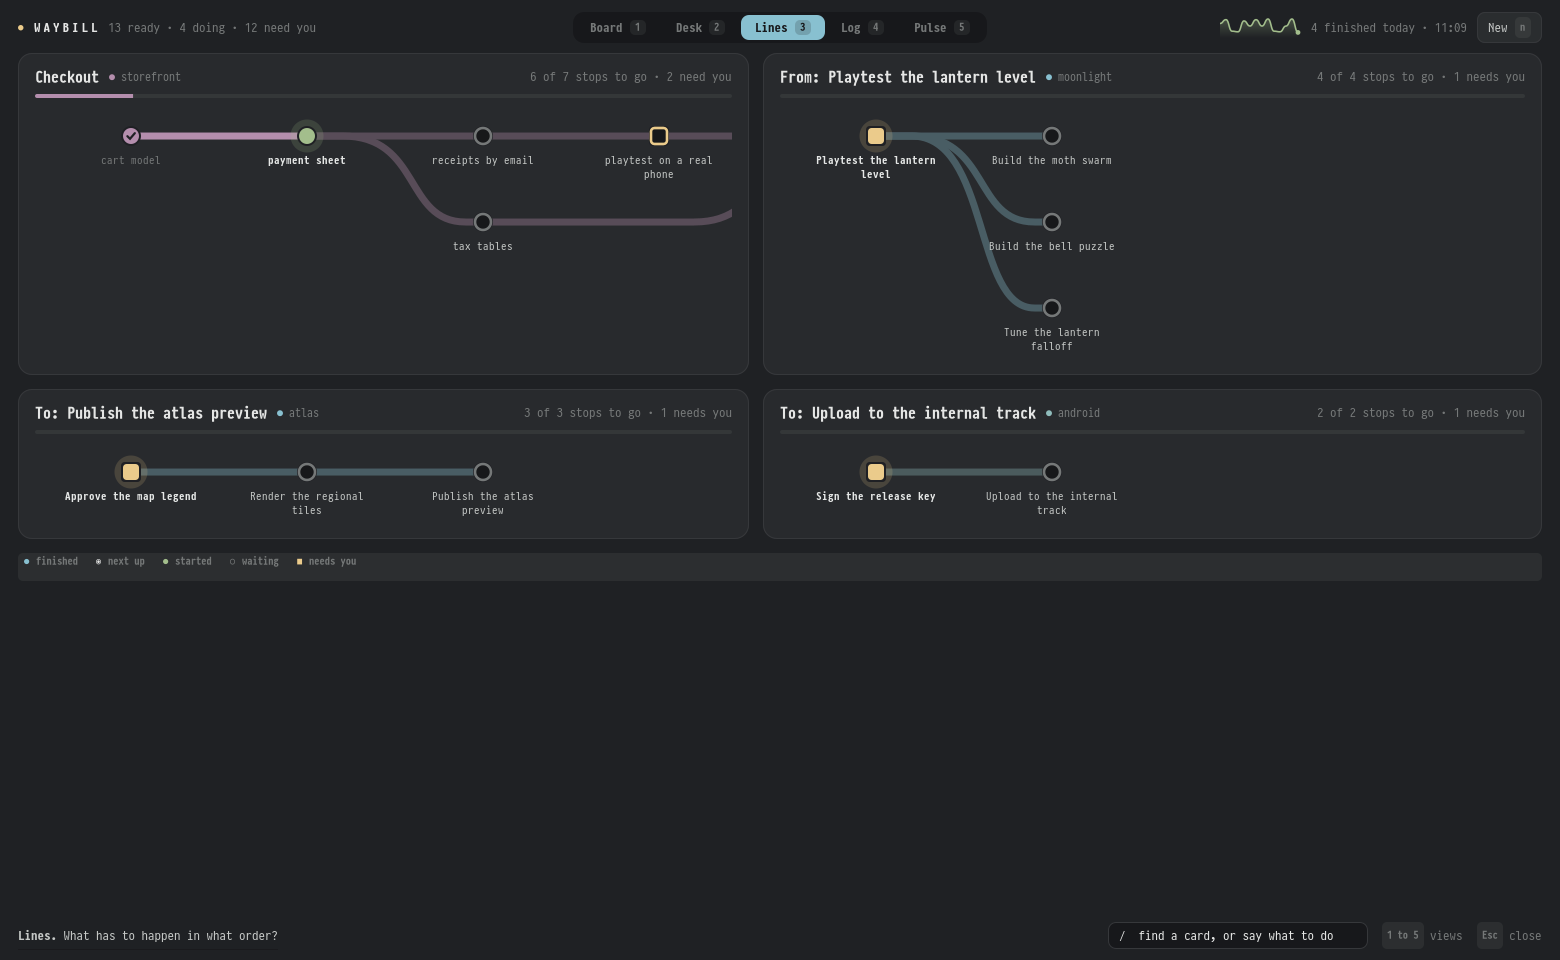 WAYBILL 13 ready • 4 doing • 12 need you
Board 1 Desk 2 Lines 3 Log 4 Pulse 5
4 finished today • 11:09 New n
Checkout • storefront 6 of 7 stops to go • 2 need you
cart model
payment sheet
receipts by email
playtest on a real
phone
tax tables
From: Playtest the lantern level • moonlight 4 of 4 stops to go • 1 needs you
Playtest the lantern
level
Build the moth swarm
Build the bell puzzle
Tune the lantern
falloff
To: Publish the atlas preview • atlas 3 of 3 stops to go • 1 needs you
Approve the map legend
Render the regional
tiles
Publish the atlas
preview
To: Upload to the internal track • android 2 of 2 stops to go • 1 needs you
Sign the release key
Upload to the internal
track
finished next up started waiting needs you
Lines. What has to happen in what order?
/ find a card, or say what to do 1 to 5 views Esc close